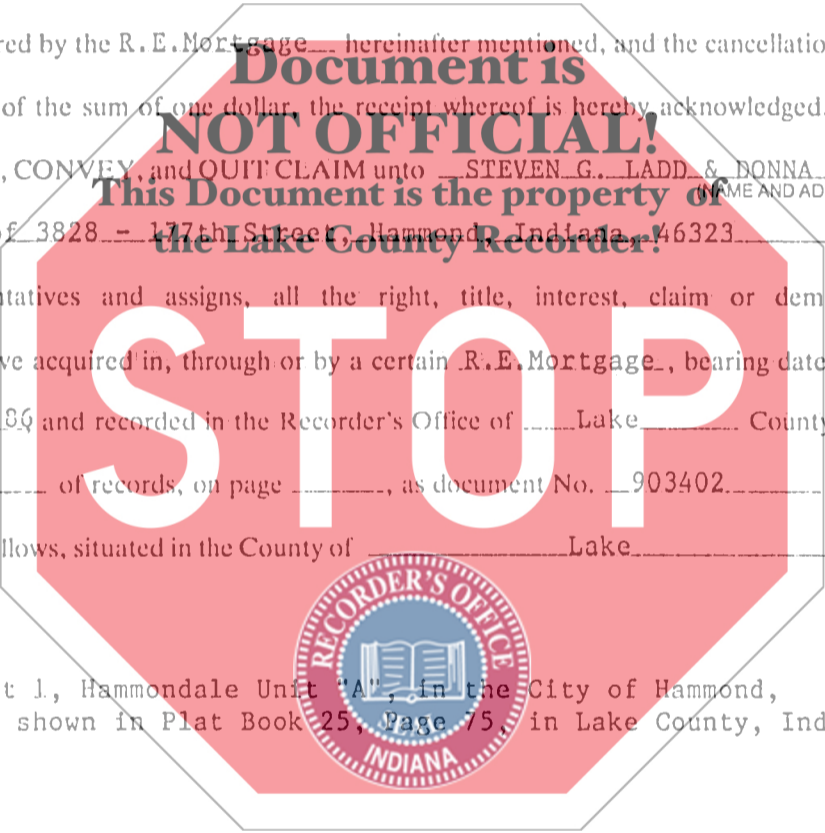 red by the R.E.Mortgage hereinafter mentioned, and the cancellatio
Document is
of the sum of one dollar, the receipt whereof is hereby acknowledged.
NOT OFFICIAL!
, CONVEY, and QUIT CLAIM unto STEVEN G. LADD & DONNA
This Document is the property of
(NAME AND AD
f 3828 - 177th Street, Hammond, Indiana, 46323
the Lake County Recorder!
ntatives and assigns, all the right, title, interest, claim or dem
STOP
ve acquired in, through or by a certain R.E.Mortgage, bearing date
86 and recorded in the Recorder's Office of Lake County
of records, on page , as document No. 903402
llows, situated in the County of Lake
RECORDER'S OFFICE
SEAL
INDIANA
t 1, Hammondale Unit "A", in the City of Hammond,
shown in Plat Book 25, Page 75, in Lake County, Ind